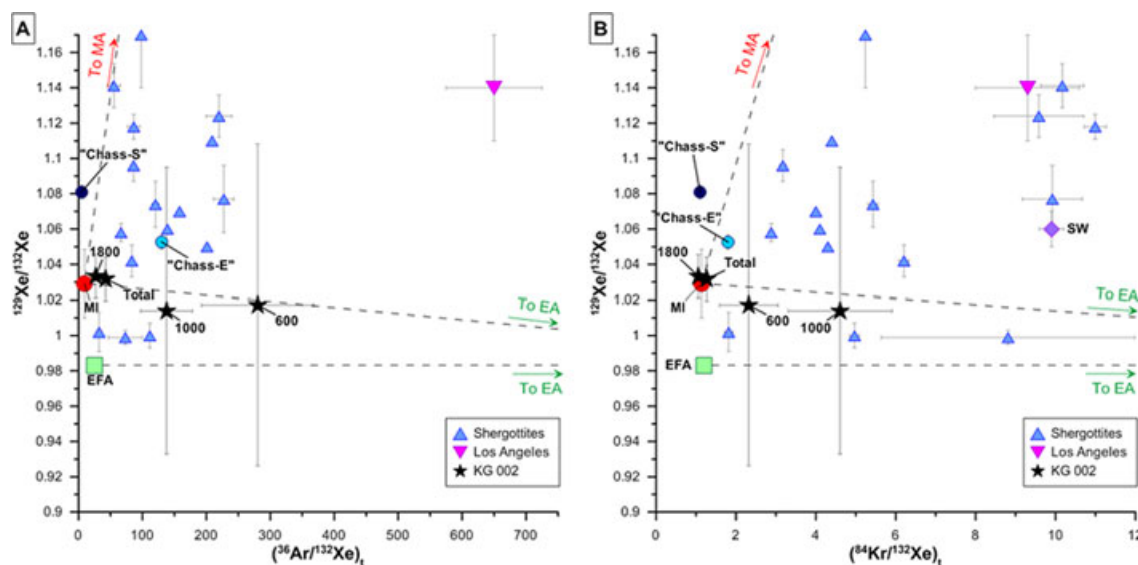 A
1.16
1.14
1.12
1.1
1.08
1.06
1.04
1.02
1
0.98
0.96
0.94
0.92
0.9
¹²⁹Xe/¹³²Xe
To MA
"Chass-S"
"Chass-E"
1800
Total
MI
1000
600
EFA
To EA
To EA
Shergottites
Los Angeles
KG 002
0 100 200 300 400 500 600 700
(³⁶Ar/¹³²Xe)t
B
1.16
1.14
1.12
1.1
1.08
1.06
1.04
1.02
1
0.98
0.96
0.94
0.92
0.9
¹²⁹Xe/¹³²Xe
To MA
"Chass-S"
"Chass-E"
SW
1800
Total
MI
600
1000
EFA
To EA
To EA
Shergottites
Los Angeles
KG 002
0 2 4 6 8 10 12
(⁸⁴Kr/¹³²Xe)t